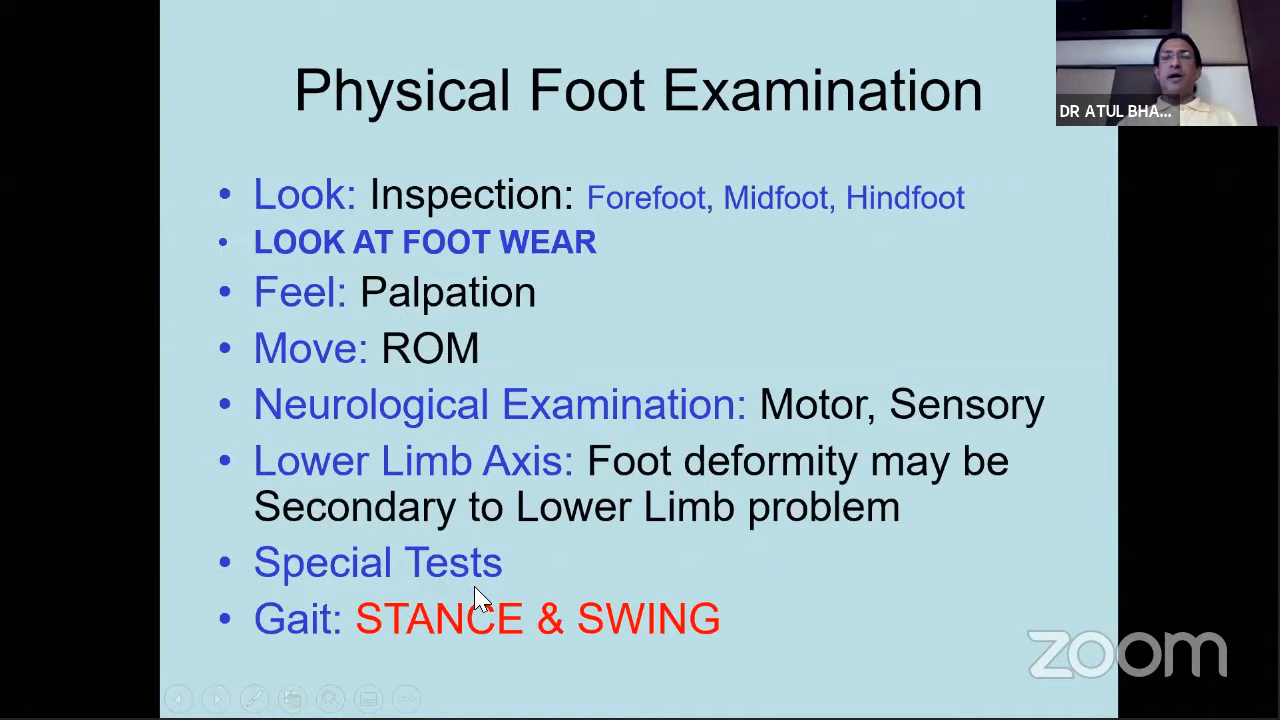 Physical Foot Examination
DR ATUL BHA...
• Look: Inspection: Forefoot, Midfoot, Hindfoot
• LOOK AT FOOT WEAR
• Feel: Palpation
• Move: ROM
• Neurological Examination: Motor, Sensory
• Lower Limb Axis: Foot deformity may be
Secondary to Lower Limb problem
• Special Tests
• Gait: STANCE & SWING
zoom